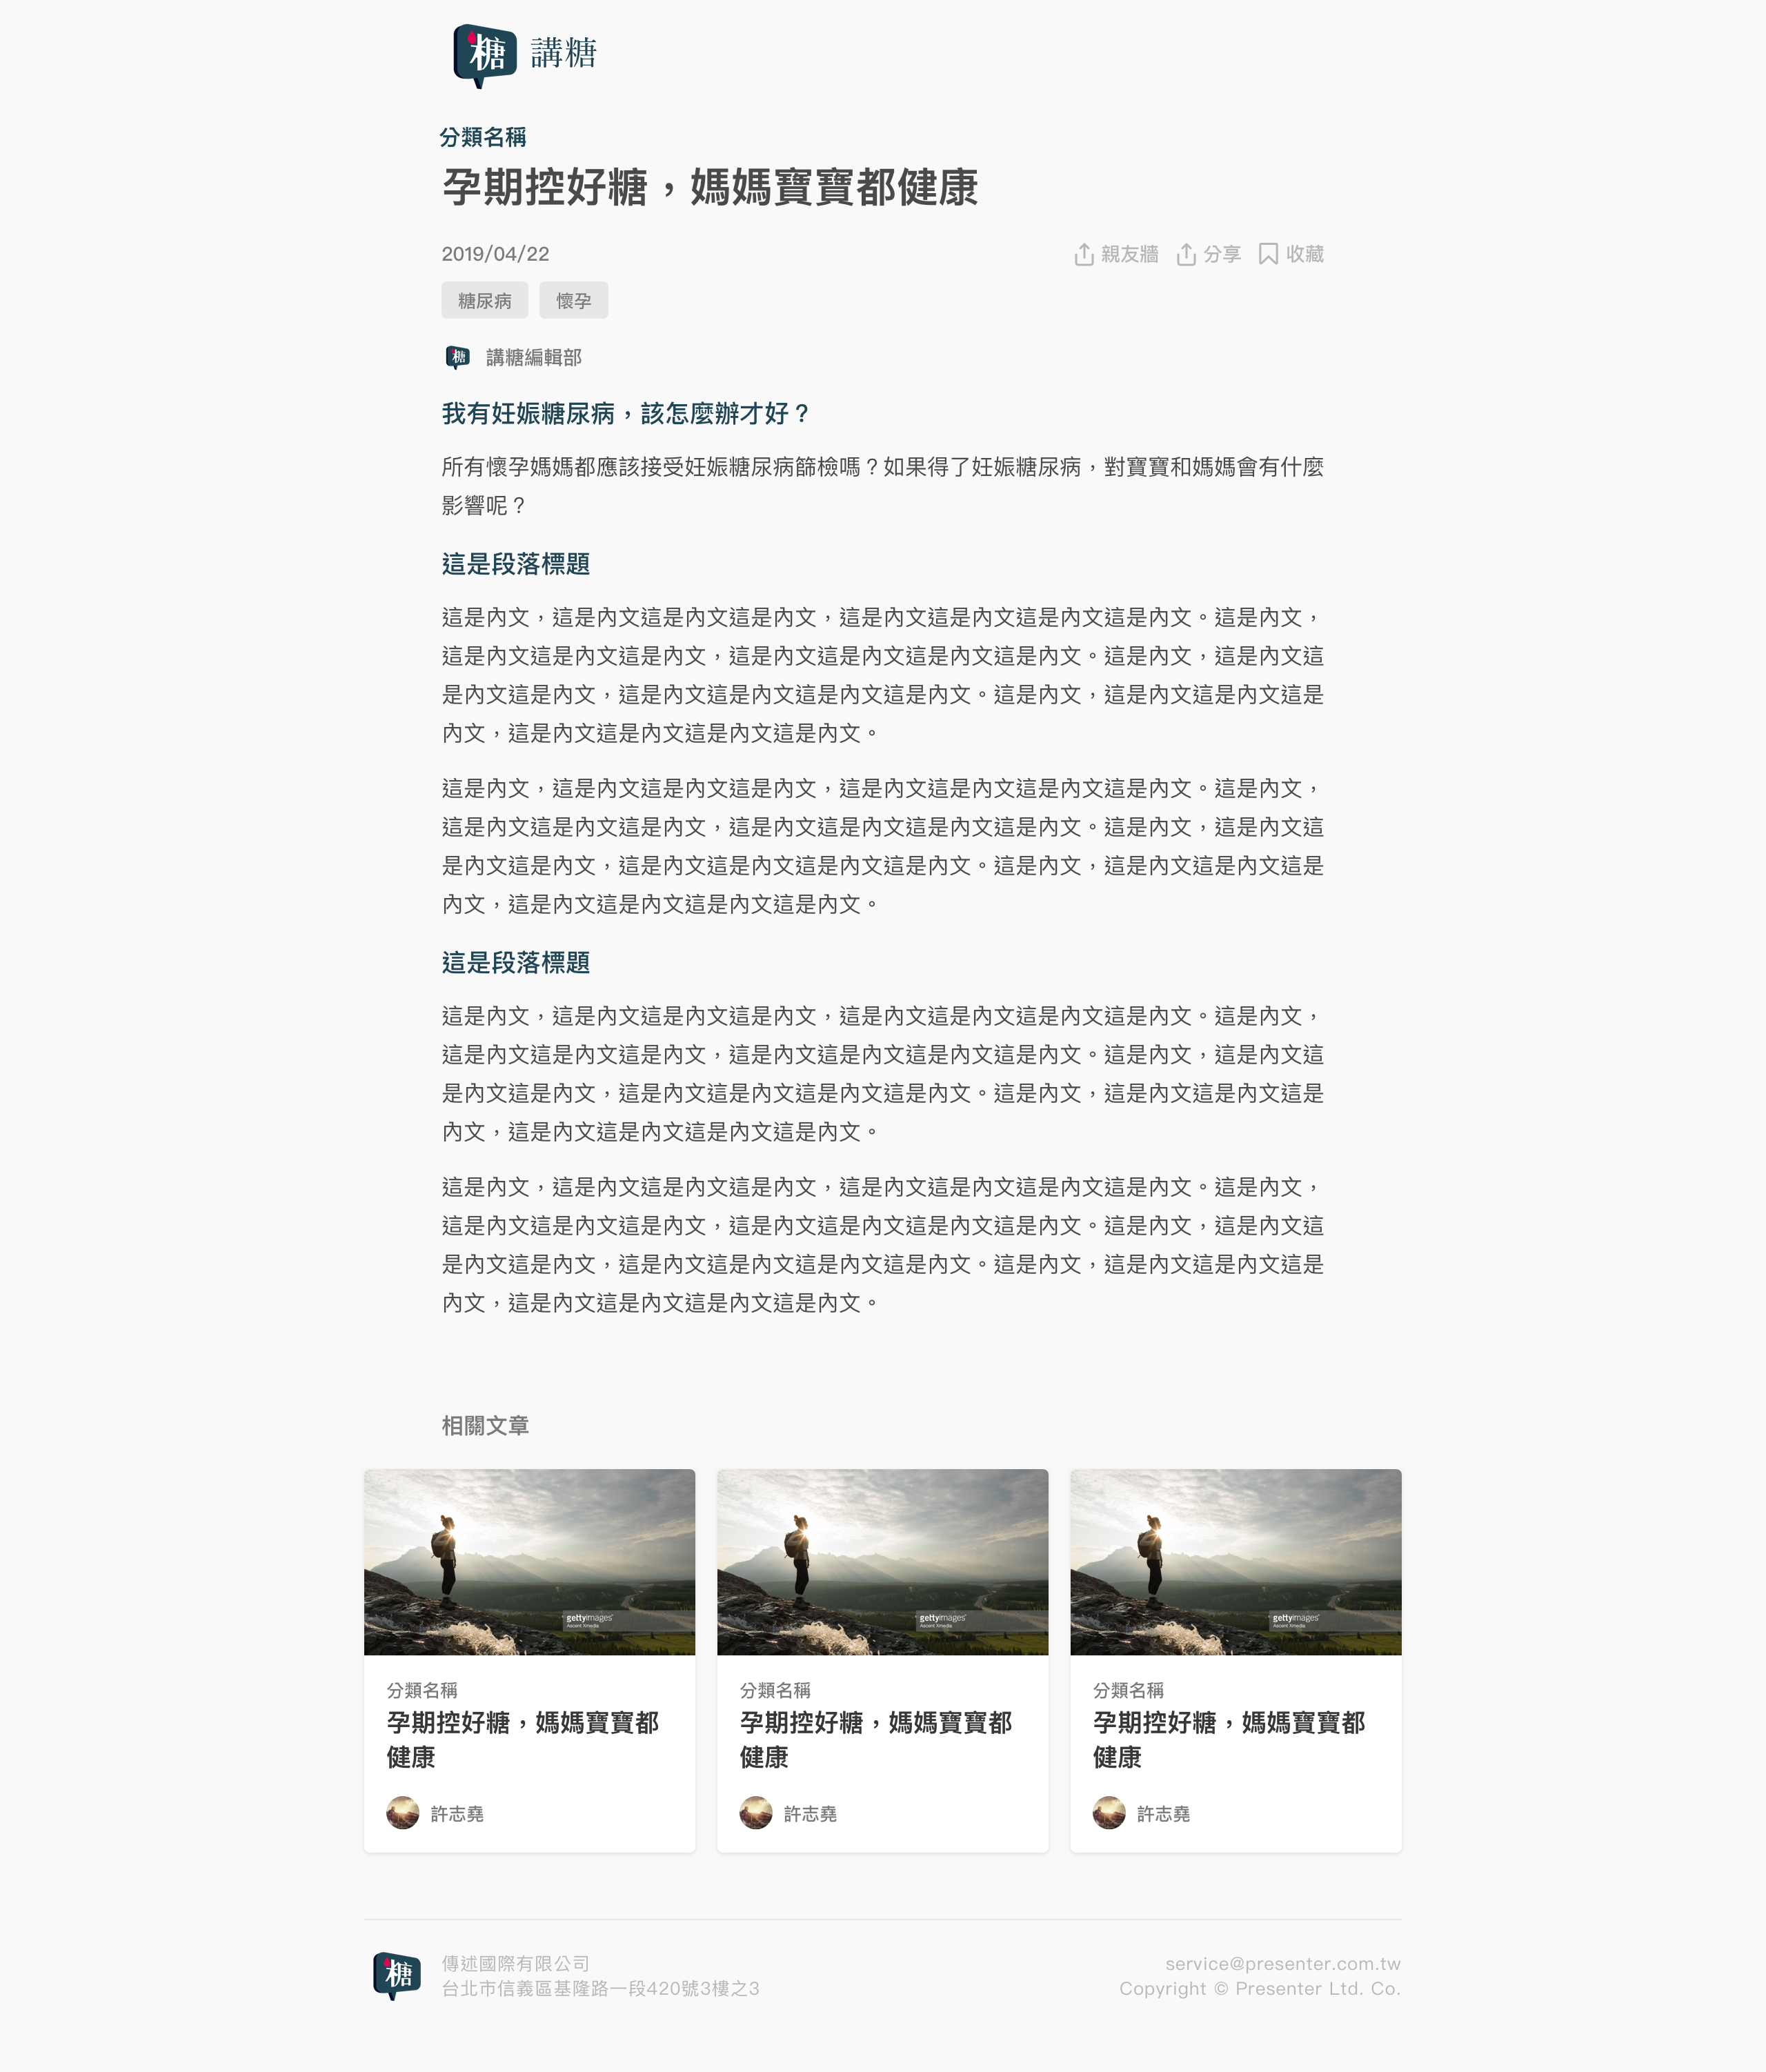 糖 講糖
分類名稱
孕期控好糖，媽媽寶寶都健康
2019/04/22 親友牆 分享 收藏
糖尿病 懷孕
糖 講糖編輯部
我有妊娠糖尿病，該怎麼辦才好？
所有懷孕媽媽都應該接受妊娠糖尿病篩檢嗎？如果得了妊娠糖尿病，對寶寶和媽媽會有什麼
影響呢？
這是段落標題
這是內文，這是內文這是內文這是內文，這是內文這是內文這是內文這是內文。這是內文，
這是內文這是內文這是內文，這是內文這是內文這是內文這是內文。這是內文，這是內文這
是內文這是內文，這是內文這是內文這是內文這是內文。這是內文，這是內文這是內文這是
內文，這是內文這是內文這是內文這是內文。
這是內文，這是內文這是內文這是內文，這是內文這是內文這是內文這是內文。這是內文，
這是內文這是內文這是內文，這是內文這是內文這是內文這是內文。這是內文，這是內文這
是內文這是內文，這是內文這是內文這是內文這是內文。這是內文，這是內文這是內文這是
內文，這是內文這是內文這是內文這是內文。
這是段落標題
這是內文，這是內文這是內文這是內文，這是內文這是內文這是內文這是內文。這是內文，
這是內文這是內文這是內文，這是內文這是內文這是內文這是內文。這是內文，這是內文這
是內文這是內文，這是內文這是內文這是內文這是內文。這是內文，這是內文這是內文這是
內文，這是內文這是內文這是內文這是內文。
這是內文，這是內文這是內文這是內文，這是內文這是內文這是內文這是內文。這是內文，
這是內文這是內文這是內文，這是內文這是內文這是內文這是內文。這是內文，這是內文這
是內文這是內文，這是內文這是內文這是內文這是內文。這是內文，這是內文這是內文這是
內文，這是內文這是內文這是內文這是內文。
相關文章
gettyimages
Ascent Xmedia
分類名稱
孕期控好糖，媽媽寶寶都
健康
許志堯
gettyimages
Ascent Xmedia
分類名稱
孕期控好糖，媽媽寶寶都
健康
許志堯
gettyimages
Ascent Xmedia
分類名稱
孕期控好糖，媽媽寶寶都
健康
許志堯
糖
傳述國際有限公司
台北市信義區基隆路一段420號3樓之3
service@presenter.com.tw
Copyright © Presenter Ltd. Co.